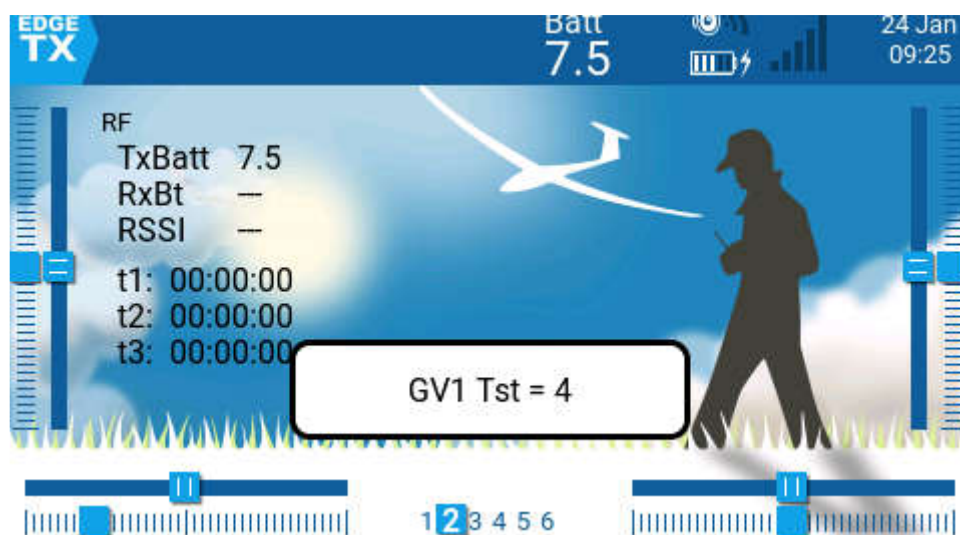 EDGE
TX
Batt
7.5
24 Jan
09:25
RF
TxBatt 7.5
RxBt ---
RSSI ---
t1: 00:00:00
t2: 00:00:00
t3: 00:00:00
GV1 Tst = 4
1 2 3 4 5 6